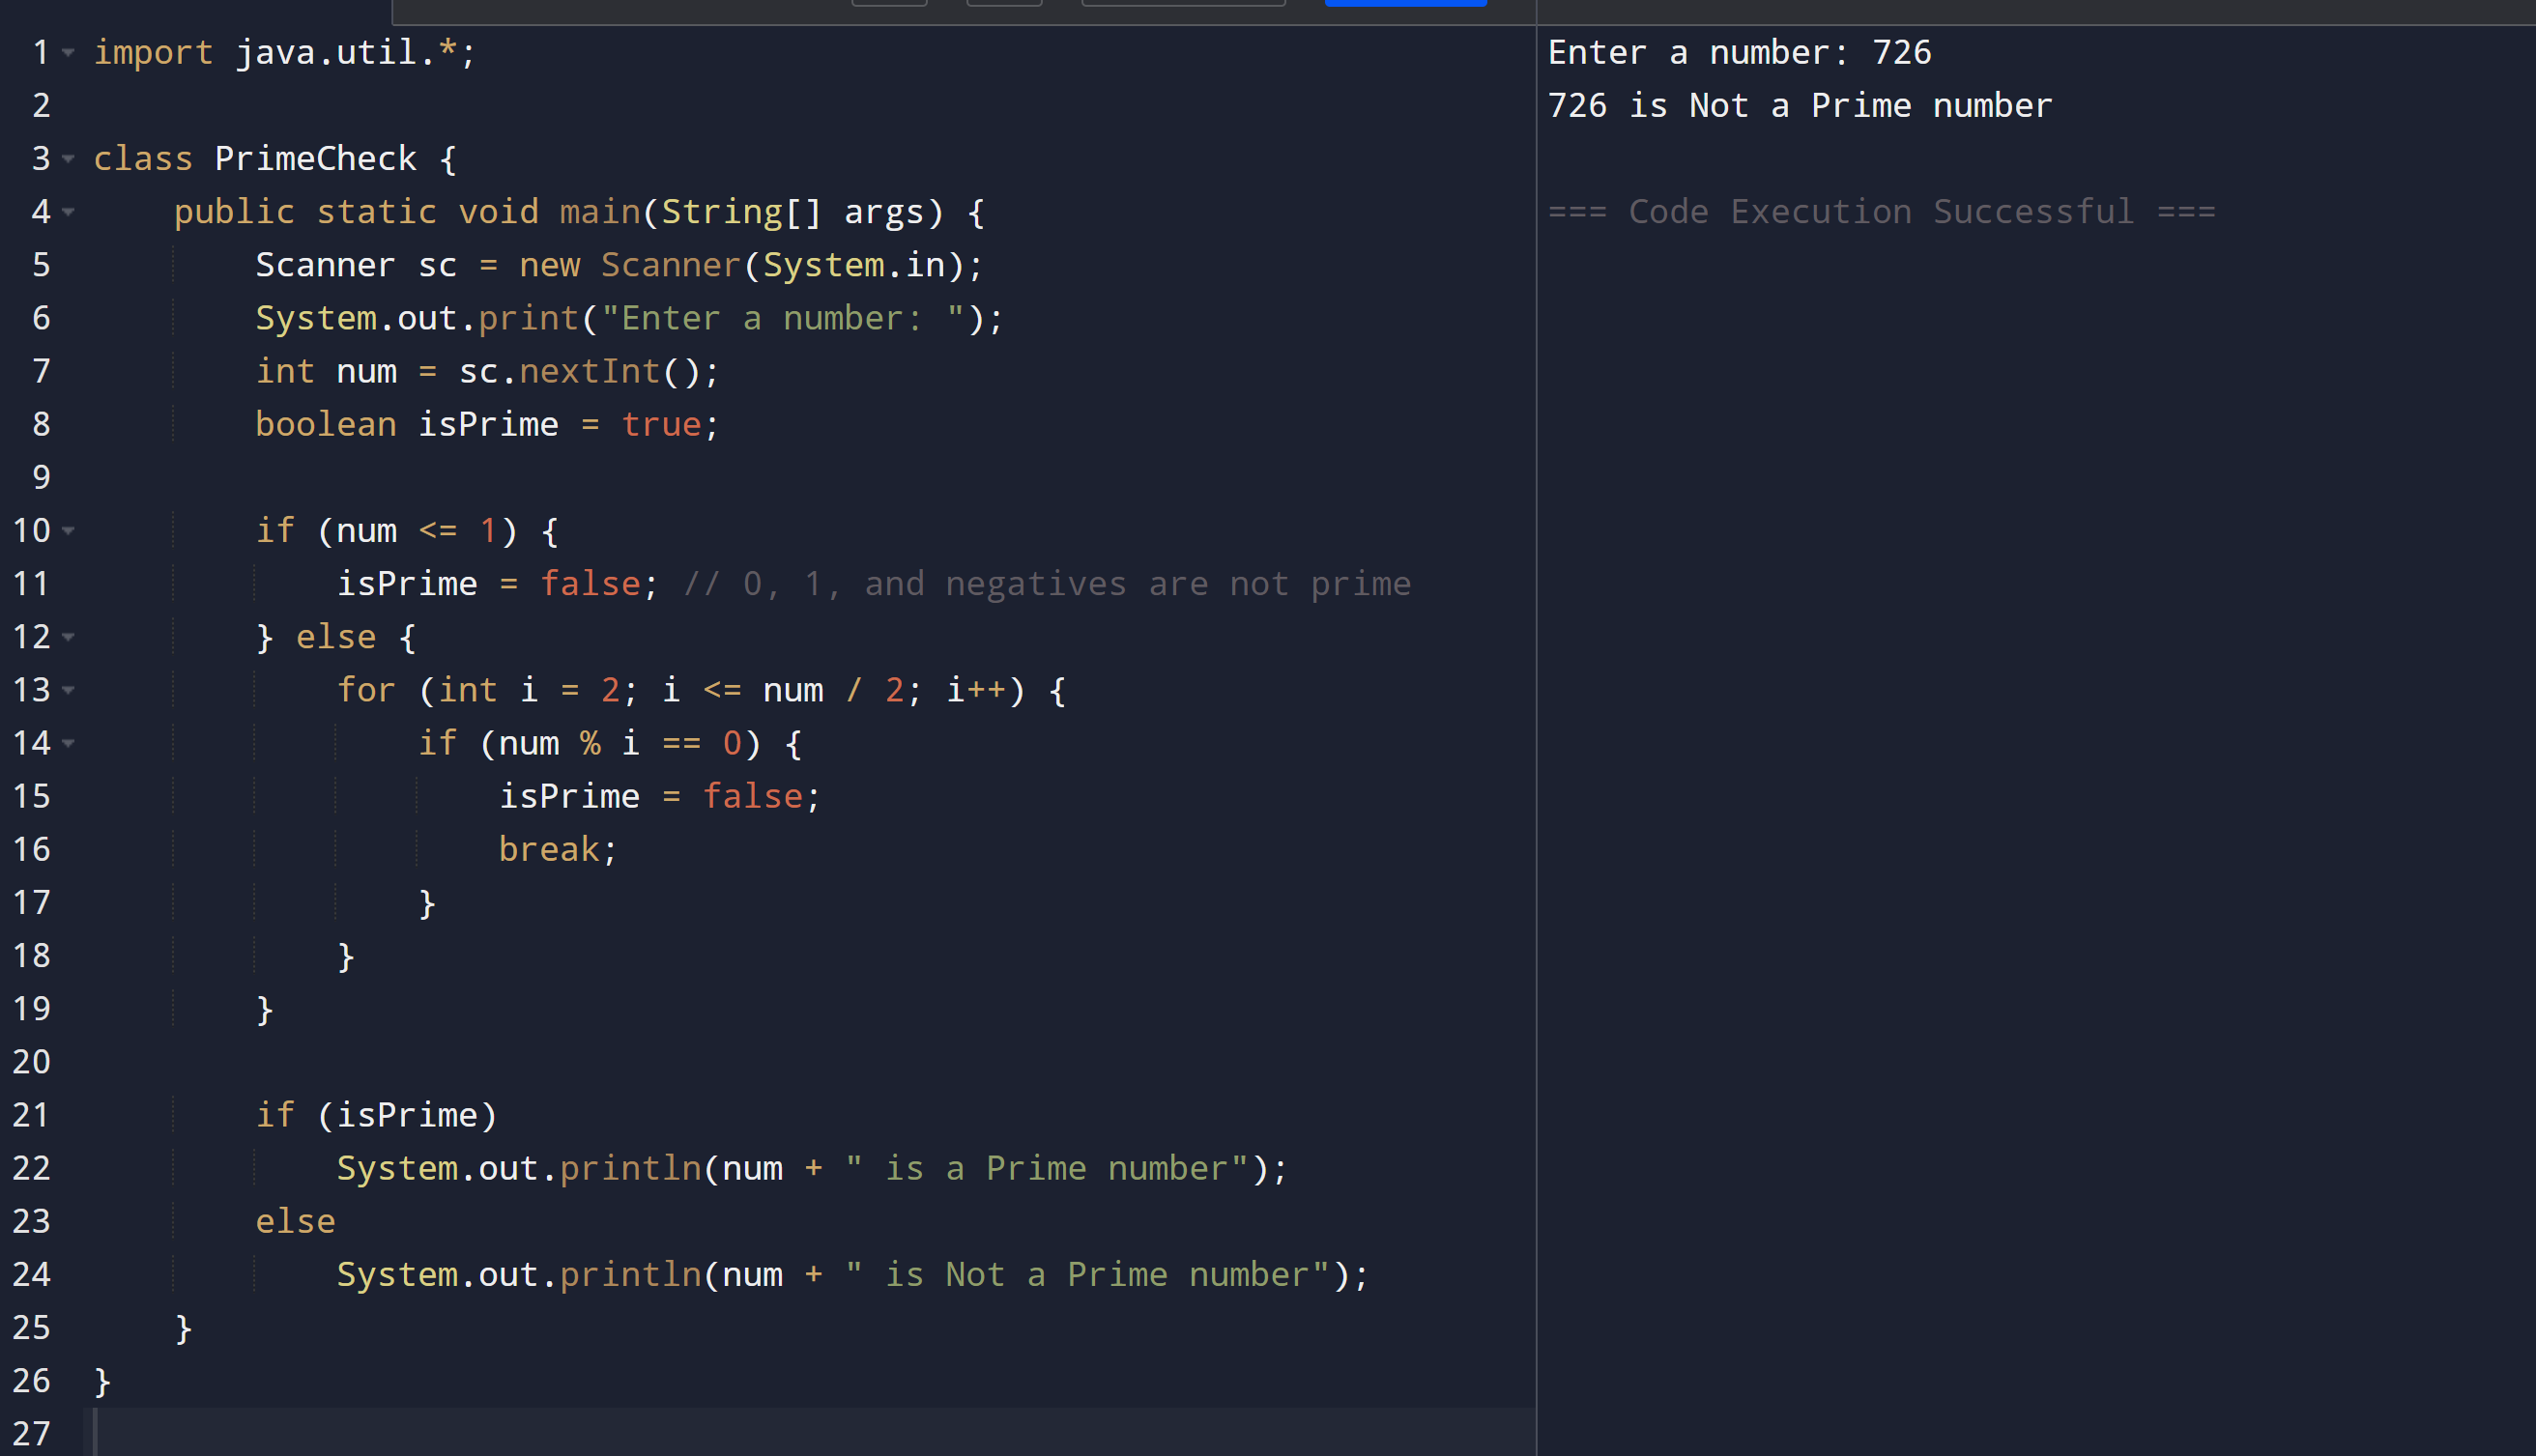 1 import java.util.*;
2
3 class PrimeCheck {
4     public static void main(String[] args) {
5         Scanner sc = new Scanner(System.in);
6         System.out.print("Enter a number: ");
7         int num = sc.nextInt();
8         boolean isPrime = true;
9
10         if (num <= 1) {
11             isPrime = false; // 0, 1, and negatives are not prime
12         } else {
13             for (int i = 2; i <= num / 2; i++) {
14                 if (num % i == 0) {
15                     isPrime = false;
16                     break;
17                 }
18             }
19         }
20
21         if (isPrime)
22             System.out.println(num + " is a Prime number");
23         else
24             System.out.println(num + " is Not a Prime number");
25     }
26 }
27
Enter a number: 726
726 is Not a Prime number
=== Code Execution Successful ===